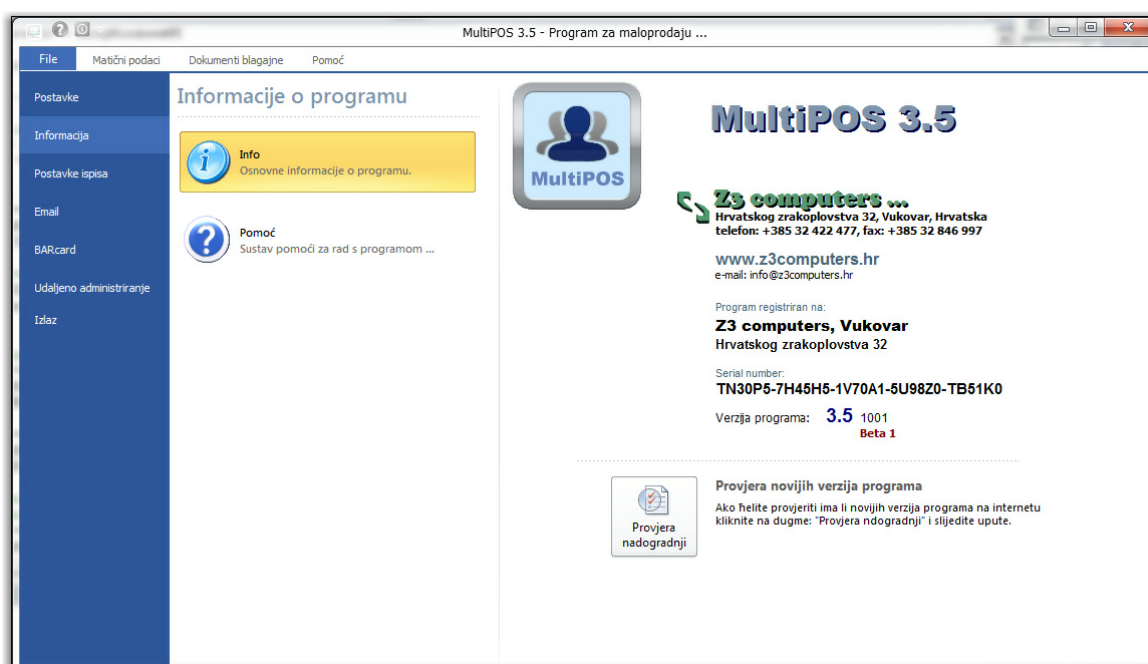 MultiPOS 3.5 - Program za maloprodaju ...
File Matični podaci Dokumenti blagajne Pomoć
Postavke
Informacija
Postavke ispisa
Email
BARcard
Udaljeno administriranje
Izlaz
Informacije o programu
Info
Osnovne informacije o programu.
Pomoć
Sustav pomoći za rad s programom ...
MultiPOS
MultiPOS 3.5
Z3 computers ...
Hrvatskog zrakoplovstva 32, Vukovar, Hrvatska
telefon: +385 32 422 477, fax: +385 32 846 997
www.z3computers.hr
e-mail: info@z3computers.hr
Program registriran na:
Z3 computers, Vukovar
Hrvatskog zrakoplovstva 32
Serial number:
TN30P5-7H45H5-1V70A1-5U98Z0-TB51K0
Verzija programa: 3.5 1001
Beta 1
Provjera nadogradnji
Provjera novijih verzija programa
Ako ħelite provjeriti ima li novijih verzija programa na internetu
kliknite na dugme: "Provjera ndogradnji" i slijedite upute.